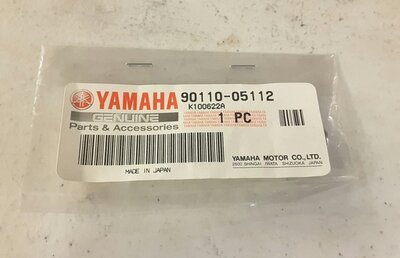 YAMAHA 90110-05112
K100622A
GENUINE
1 PC
Parts & Accessories
YAMAHA MOTOR CO.,LTD.
2500 SHINGAI IWATA SHIZUOKA JAPAN
MADE IN JAPAN